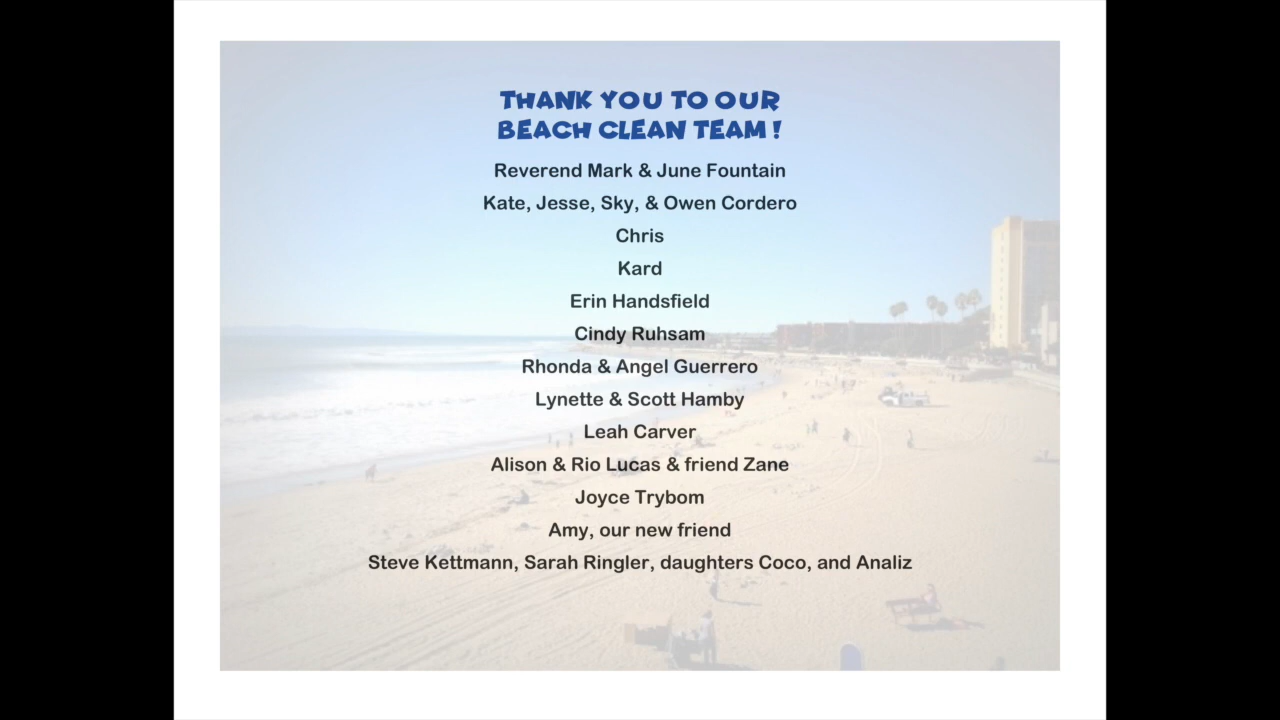 THANK YOU TO OUR
BEACH CLEAN TEAM !
Reverend Mark & June Fountain
Kate, Jesse, Sky, & Owen Cordero
Chris
Kard
Erin Handsfield
Cindy Ruhsam
Rhonda & Angel Guerrero
Lynette & Scott Hamby
Leah Carver
Alison & Rio Lucas & friend Zane
Joyce Trybom
Amy, our new friend
Steve Kettmann, Sarah Ringler, daughters Coco, and Analiz